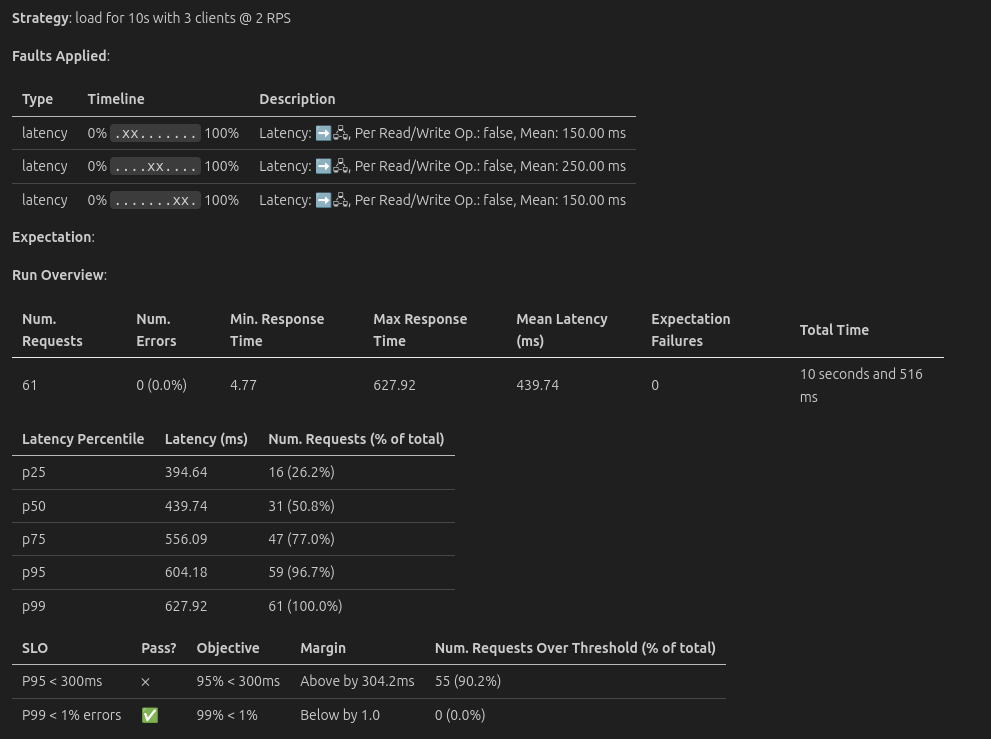 Strategy: load for 10s with 3 clients @ 2 RPS
Faults Applied:
Type Timeline Description
latency 0% .xx....... 100% Latency: ➡️🖧, Per Read/Write Op.: false, Mean: 150.00 ms
latency 0% ....xx.... 100% Latency: ➡️🖧, Per Read/Write Op.: false, Mean: 250.00 ms
latency 0% .......xx. 100% Latency: ➡️🖧, Per Read/Write Op.: false, Mean: 150.00 ms
Expectation:
Run Overview:
Num. Requests Num. Errors Min. Response Time Max Response Time Mean Latency (ms) Expectation Failures Total Time
61 0 (0.0%) 4.77 627.92 439.74 0 10 seconds and 516 ms
Latency Percentile Latency (ms) Num. Requests (% of total)
p25 394.64 16 (26.2%)
p50 439.74 31 (50.8%)
p75 556.09 47 (77.0%)
p95 604.18 59 (96.7%)
p99 627.92 61 (100.0%)
SLO Pass? Objective Margin Num. Requests Over Threshold (% of total)
P95 < 300ms × 95% < 300ms Above by 304.2ms 55 (90.2%)
P99 < 1% errors ✅ 99% < 1% Below by 1.0 0 (0.0%)